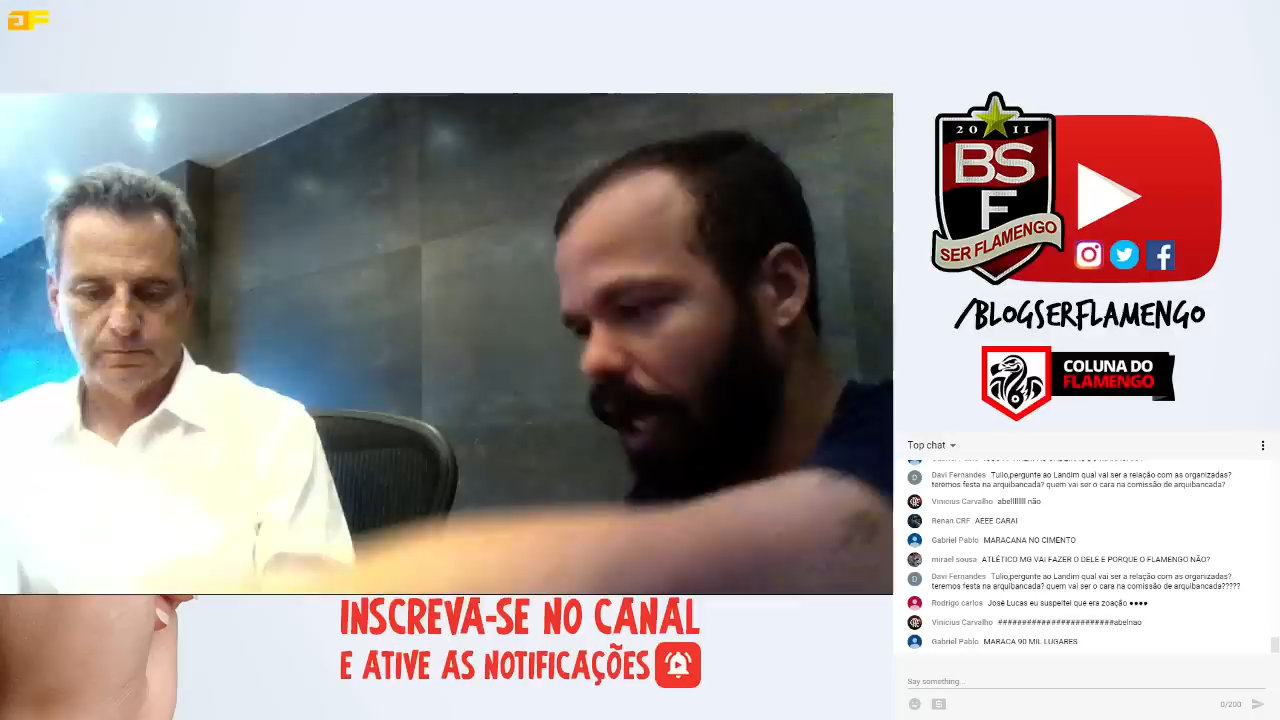 GF
2011
BS
F
SER FLAMENGO
/BLOGSERFLAMENGO
COLUNA DO
FLAMENGO
Top chat
Davi Fernandes Tulio,pergunte ao Landim qual vai ser a relação com as organizadas?
teremos festa na arquibancada? quem vai ser o cara na comissão de arquibancada?
Vinicius Carvalho abelllllllll não
Renan CRF AEEE CARAI
Gabriel Pablo MARACANA NO CIMENTO
mirael sousa ATLÉTICO MG VAI FAZER O DELE E PORQUE O FLAMENGO NÃO?
Davi Fernandes Tulio,pergunte ao Landim qual vai ser a relação com as organizadas?
teremos festa na arquibancada? quem vai ser o cara na comissão de arquibancada?????
Rodrigo carlos José Lucas eu suspeitei que era zoação ●●●●
Vinicius Carvalho ########################abelnao
Gabriel Pablo MARACA 90 MIL LUGARES
Say something...
0/200
INSCREVA-SE NO CANAL
E ATIVE AS NOTIFICAÇÕES